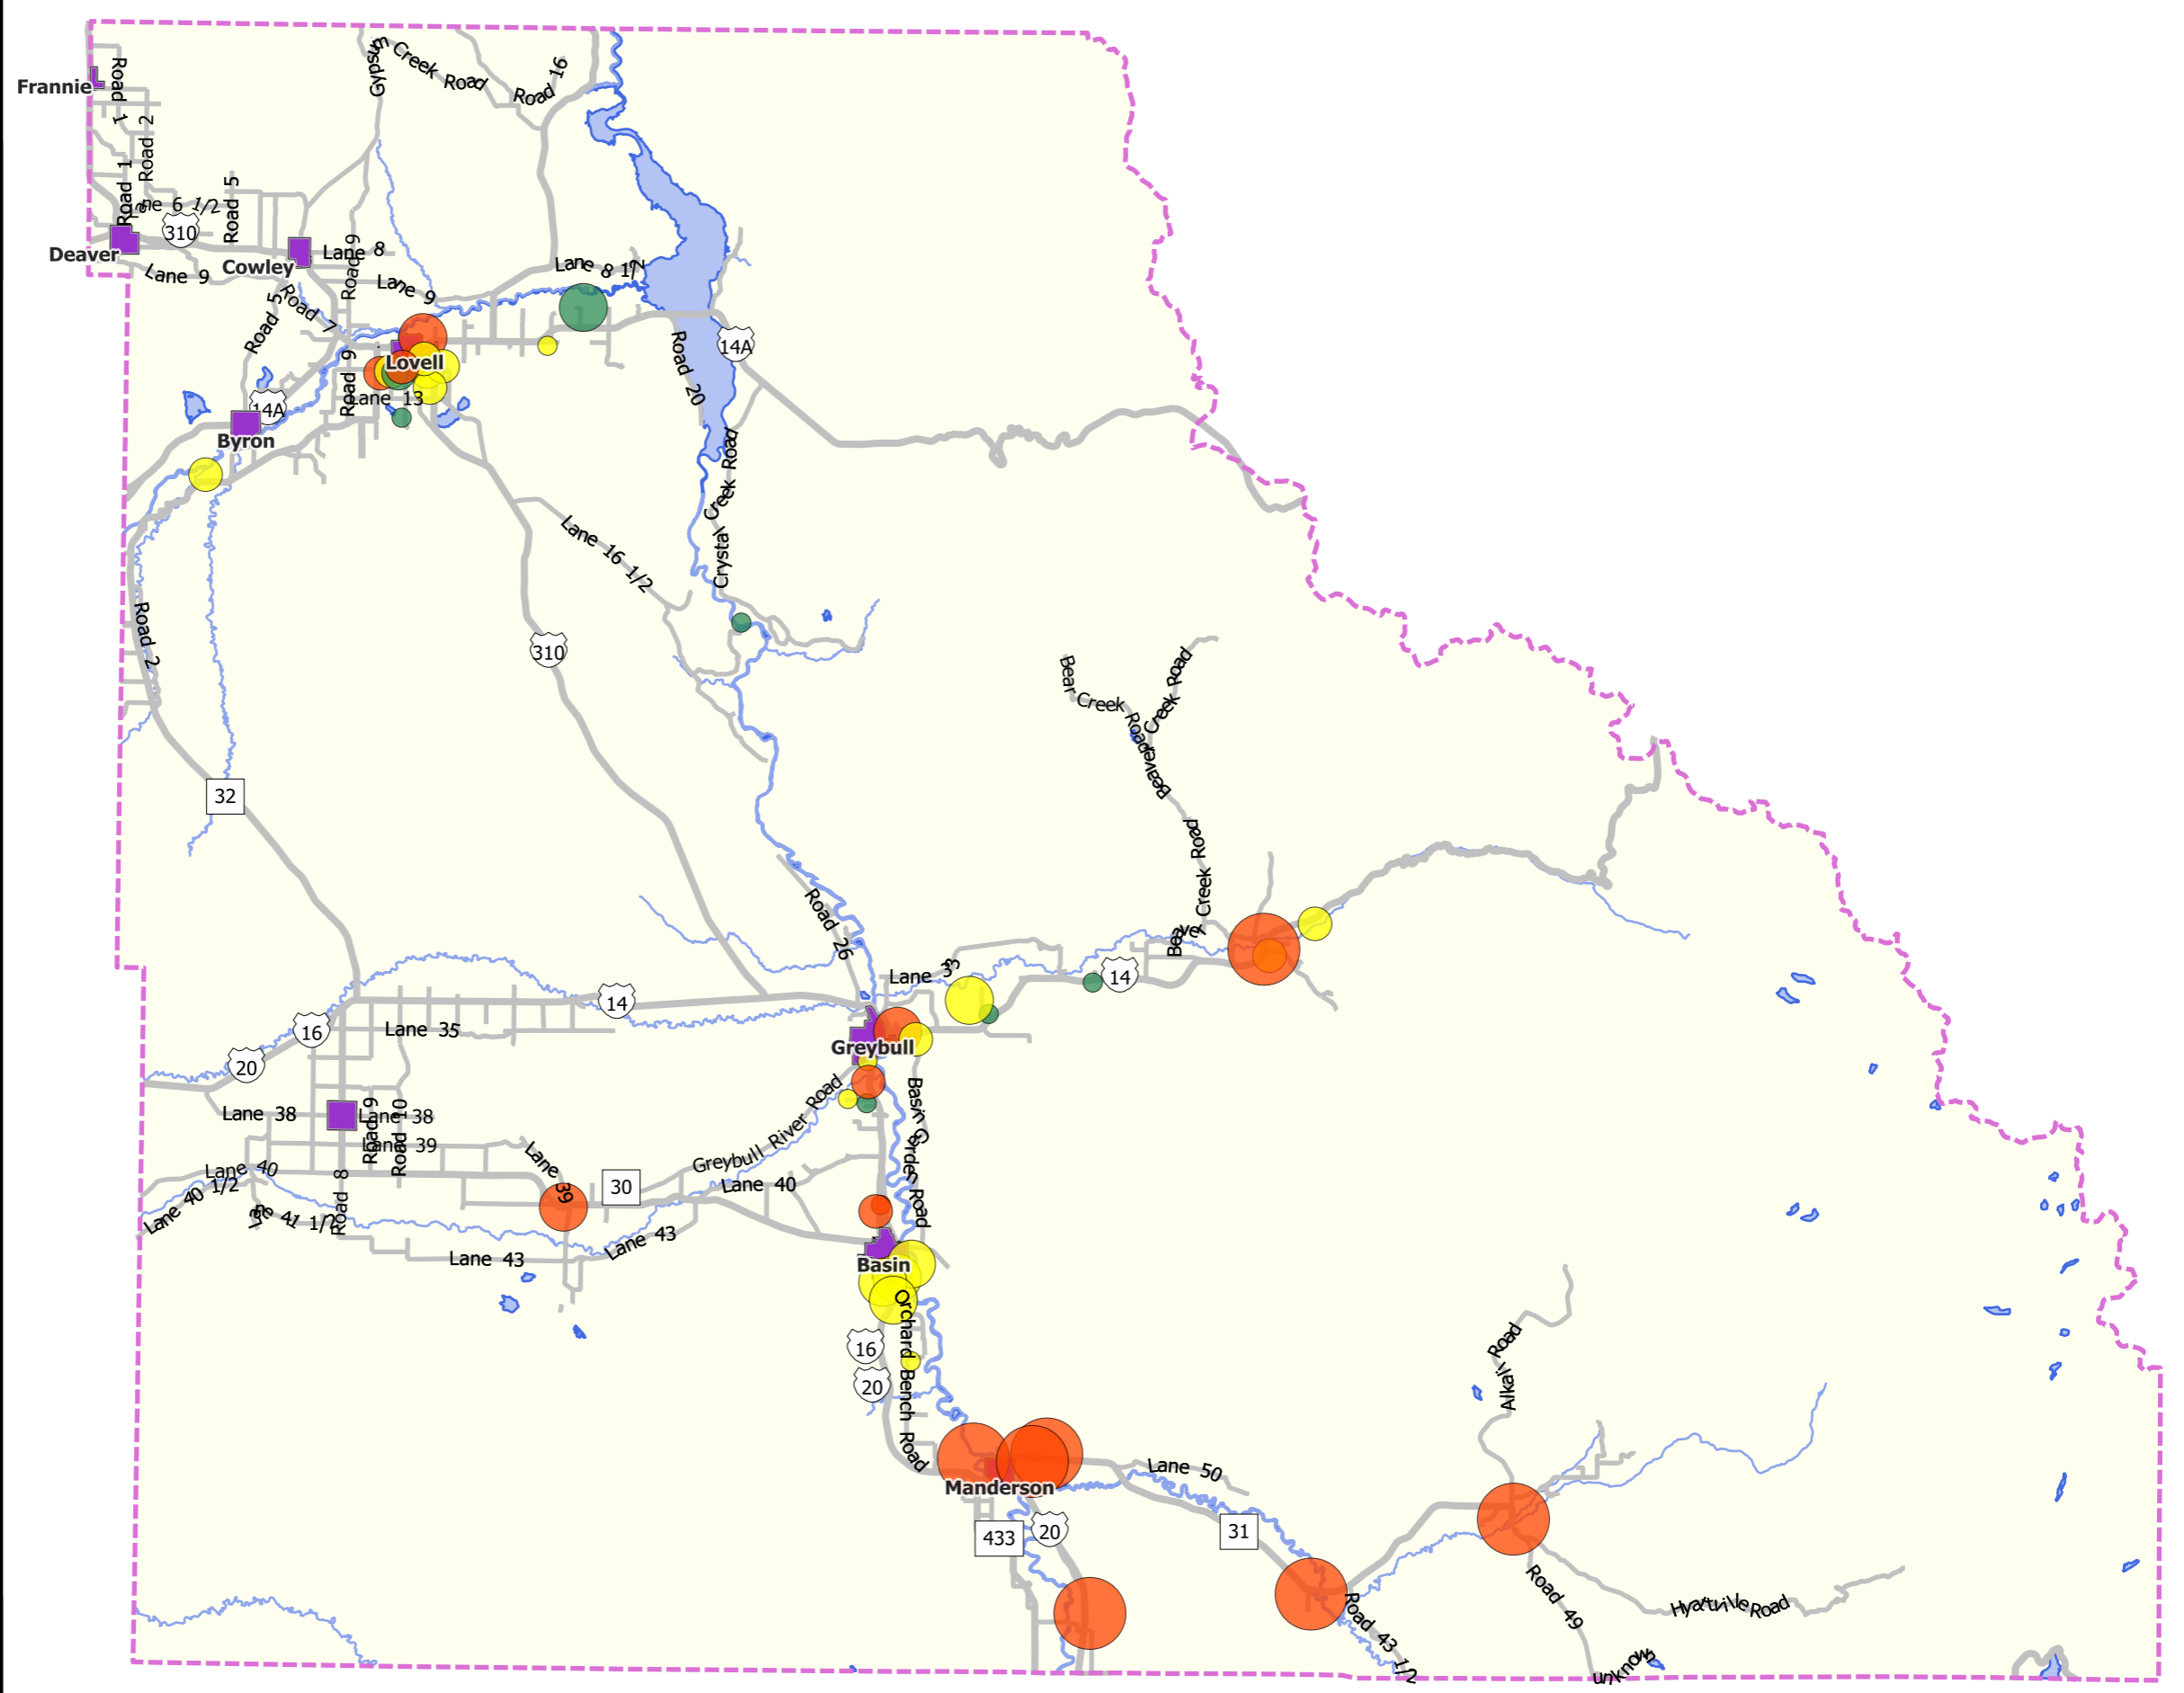 Gypsum Creek Road
Road 16
Frannie
Road 1
Road 2
Road 1
Road 5
310
Deaver
Cowley
Lane 8
Road 9
Lane 9
Lane 9
Lane 8 1/2
Road 5
Road 7
14A
Lovell
Road 9
Lane 13
Road 20
14A
Byron
Crystal Creek Road
Lane 16 1/2
Road 2
310
Bear Creek Road
Beaver Creek Road
32
Beaver Creek Road
Road 26
Lane 33
14
14
16
Lane 35
20
Greybull
Lane 38
Lane 38
Road 9
Road 10
Lane 39
Basin Gardens Road
Greybull River Road
Lane 40
Lane 39
30
Lane 40
Lane 40 1/2
Lane 41 1/2
Road 8
Lane 43
Lane 43
Basin
16
20
Orchard Bench Road
Alkali Road
Manderson
Lane 50
433
20
31
Road 43 1/2
Road 49
Hyattville Road
unknown